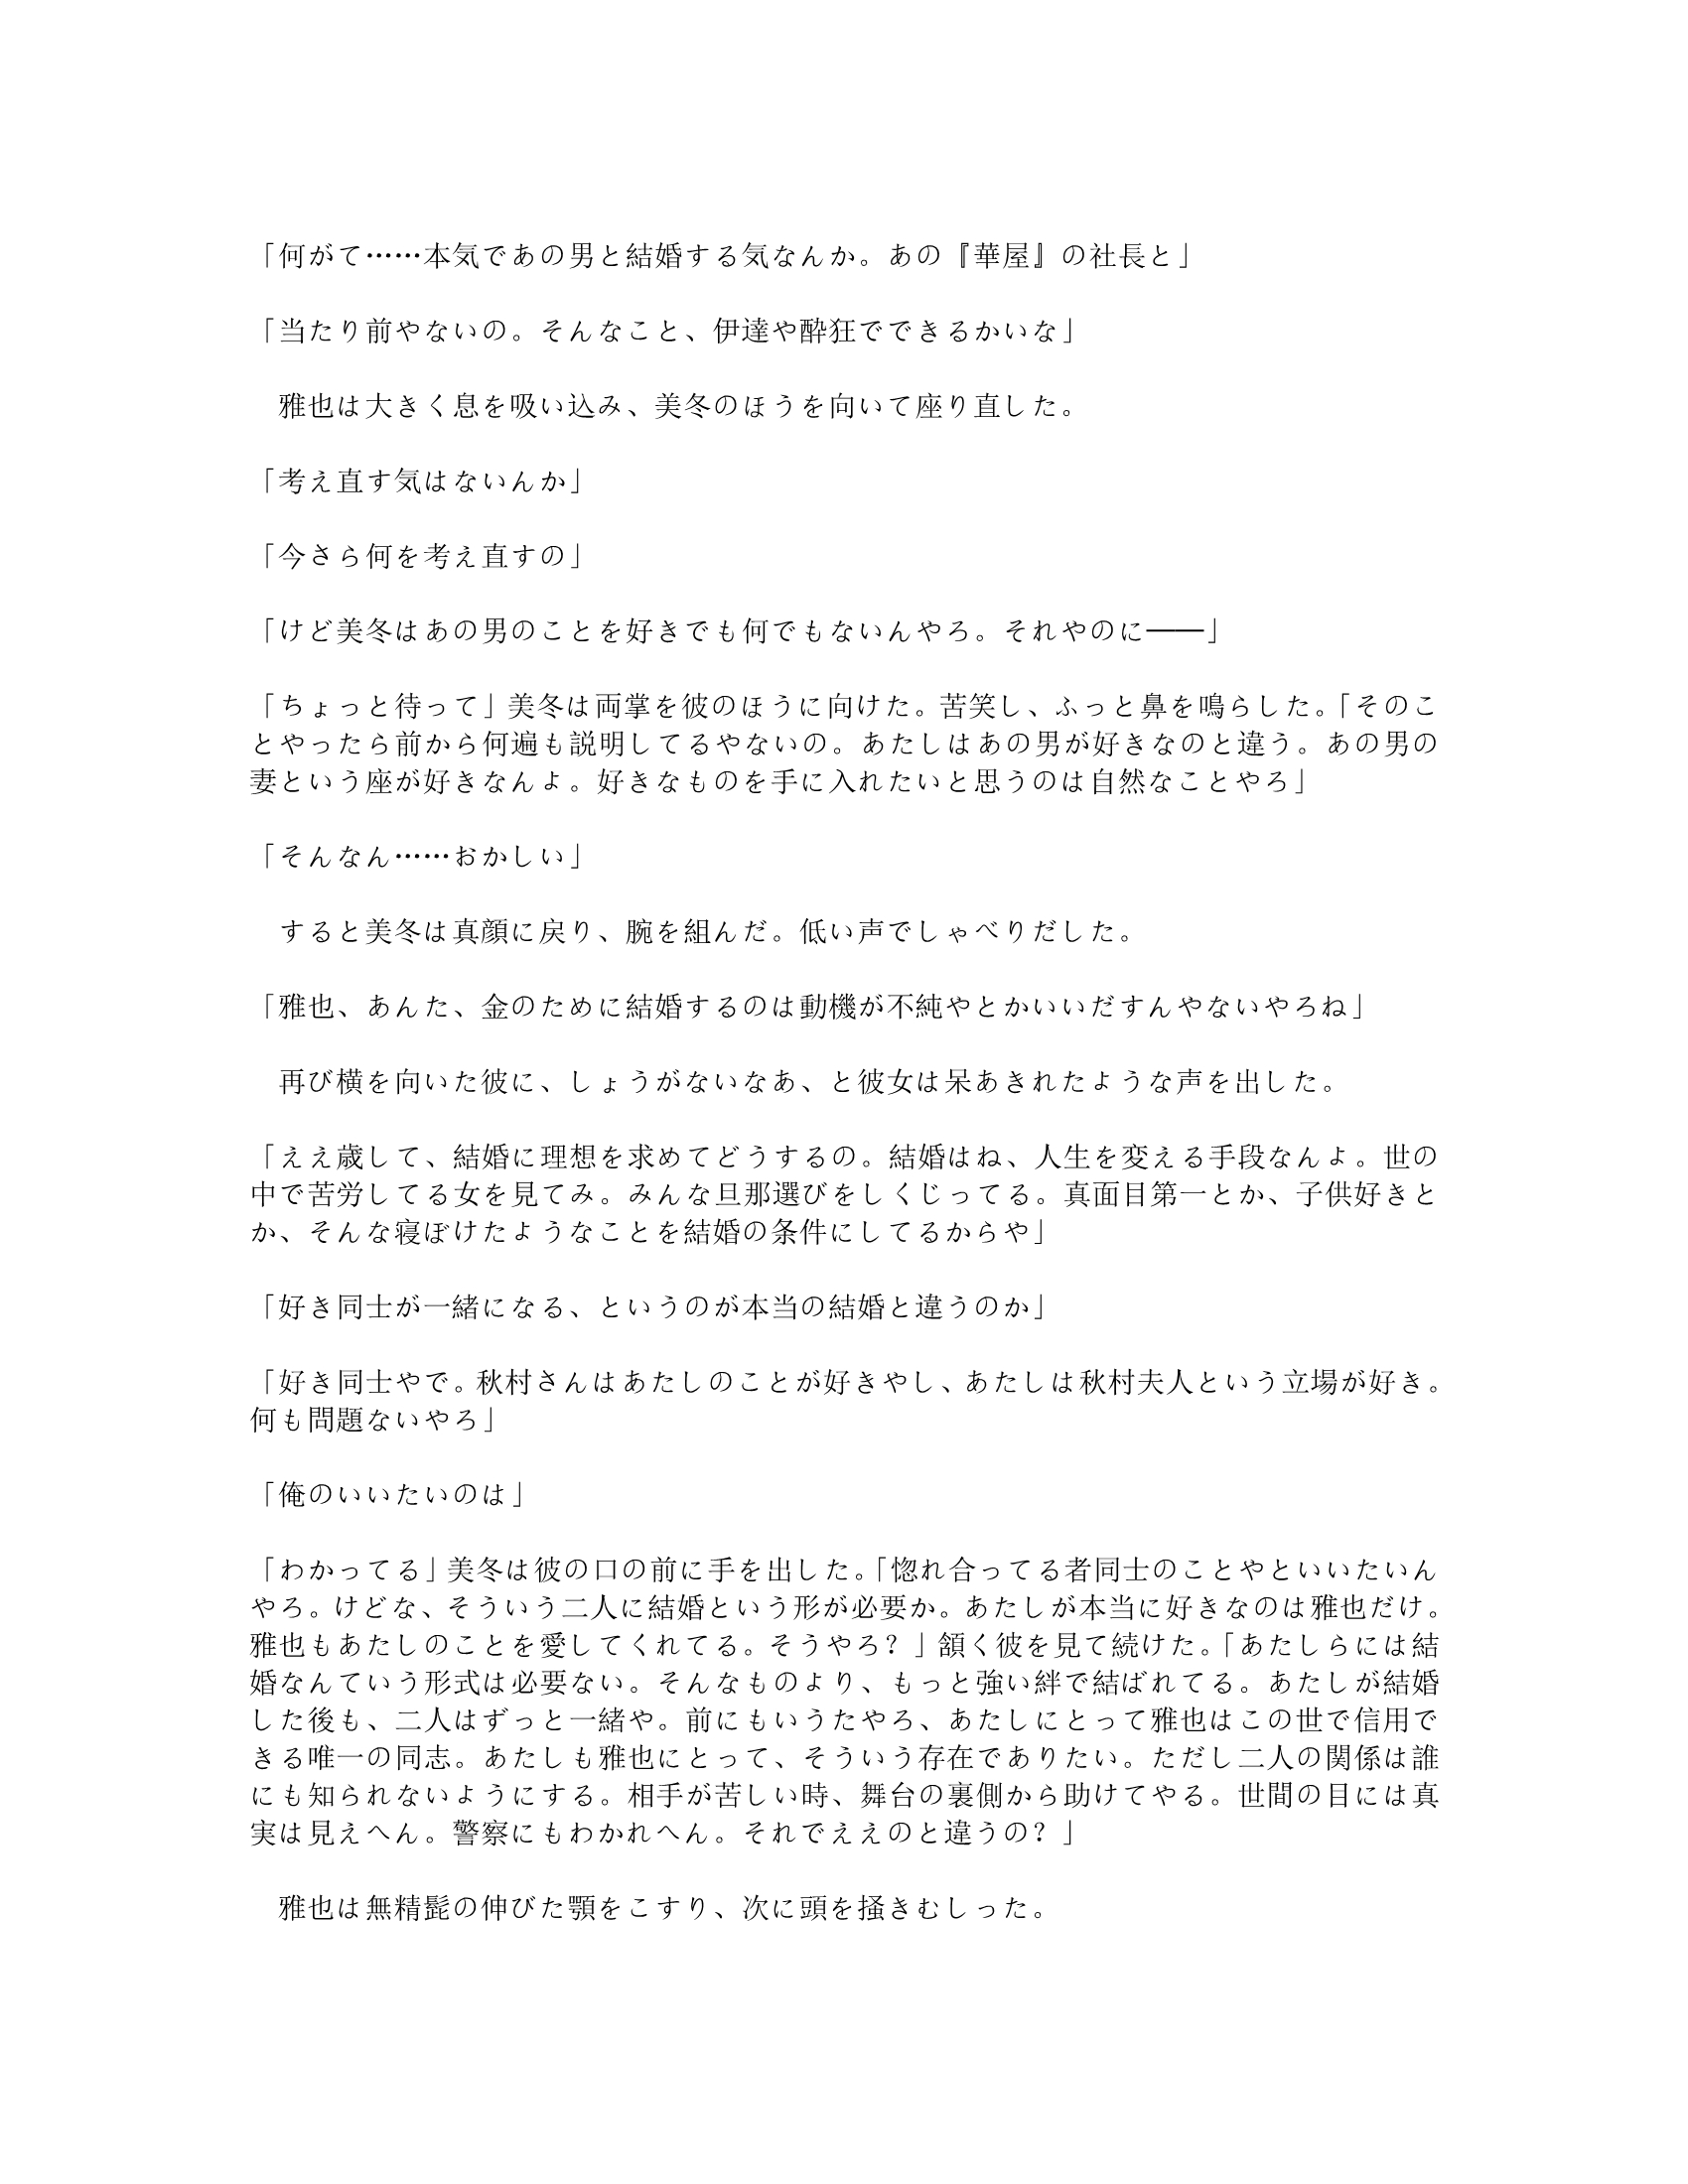 「何がて……本気であの男と結婚する気なんか。あの『華屋』の社長と」
「当たり前やないの。そんなこと、伊達や酔狂でできるかいな」
　雅也は大きく息を吸い込み、美冬のほうを向いて座り直した。
「考え直す気はないんか」
「今さら何を考え直すの」
「けど美冬はあの男のことを好きでも何でもないんやろ。それやのに――」
「ちょっと待って」美冬は両掌を彼のほうに向けた。苦笑し、ふっと鼻を鳴らした。「そのこ
とやったら前から何遍も説明してるやないの。あたしはあの男が好きなのと違う。あの男の
妻という座が好きなんよ。好きなものを手に入れたいと思うのは自然なことやろ」
「そんなん……おかしい」
　すると美冬は真顔に戻り、腕を組んだ。低い声でしゃべりだした。
「雅也、あんた、金のために結婚するのは動機が不純やとかいいだすんやないやろね」
　再び横を向いた彼に、しょうがないなあ、と彼女は呆あきれたような声を出した。
「ええ歳して、結婚に理想を求めてどうするの。結婚はね、人生を変える手段なんよ。世の
中で苦労してる女を見てみ。みんな旦那選びをしくじってる。真面目第一とか、子供好きと
か、そんな寝ぼけたようなことを結婚の条件にしてるからや」
「好き同士が一緒になる、というのが本当の結婚と違うのか」
「好き同士やで。秋村さんはあたしのことが好きやし、あたしは秋村夫人という立場が好き。
何も問題ないやろ」
「俺のいいたいのは」
「わかってる」美冬は彼の口の前に手を出した。「惚れ合ってる者同士のことやといいたいん
やろ。けどな、そういう二人に結婚という形が必要か。あたしが本当に好きなのは雅也だけ。
雅也もあたしのことを愛してくれてる。そうやろ？」頷く彼を見て続けた。「あたしらには結
婚なんていう形式は必要ない。そんなものより、もっと強い絆で結ばれてる。あたしが結婚
した後も、二人はずっと一緒や。前にもいうたやろ、あたしにとって雅也はこの世で信用で
きる唯一の同志。あたしも雅也にとって、そういう存在でありたい。ただし二人の関係は誰
にも知られないようにする。相手が苦しい時、舞台の裏側から助けてやる。世間の目には真
実は見えへん。警察にもわかれへん。それでええのと違うの？」
　雅也は無精髭の伸びた顎をこすり、次に頭を掻きむしった。